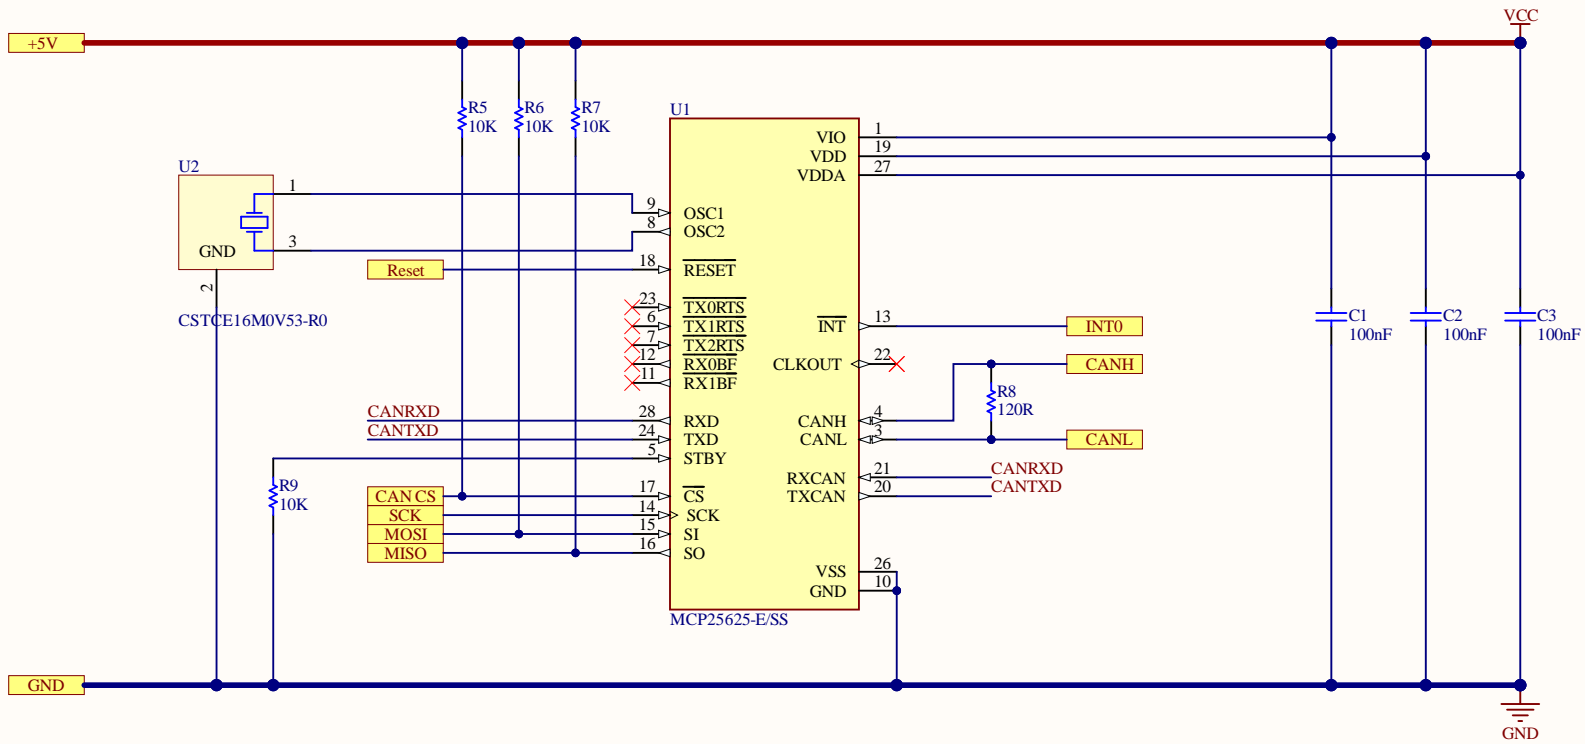 VCC
+5V
R5
10K
R6
10K
R7
10K
U1
VIO 1
VDD 19
VDDA 27
U2
1
3
GND
2
CSTCE16M0V53-R0
9 OSC1
8 OSC2
Reset
18 RESET
23 TX0RTS
6 TX1RTS
7 TX2RTS
12 RX0BF
11 RX1BF
INT 13
INT0
CLKOUT 22
CANH
R8
120R
CANH 4
CANL 3
CANL
CANRXD
28 RXD
CANTXD
24 TXD
5 STBY
RXCAN 21
CANRXD
TXCAN 20
CANTXD
R9
10K
CAN CS
17 CS
SCK
14 SCK
MOSI
15 SI
MISO
16 SO
VSS 26
GND 10
MCP25625-E/SS
C1
100nF
C2
100nF
C3
100nF
GND
GND